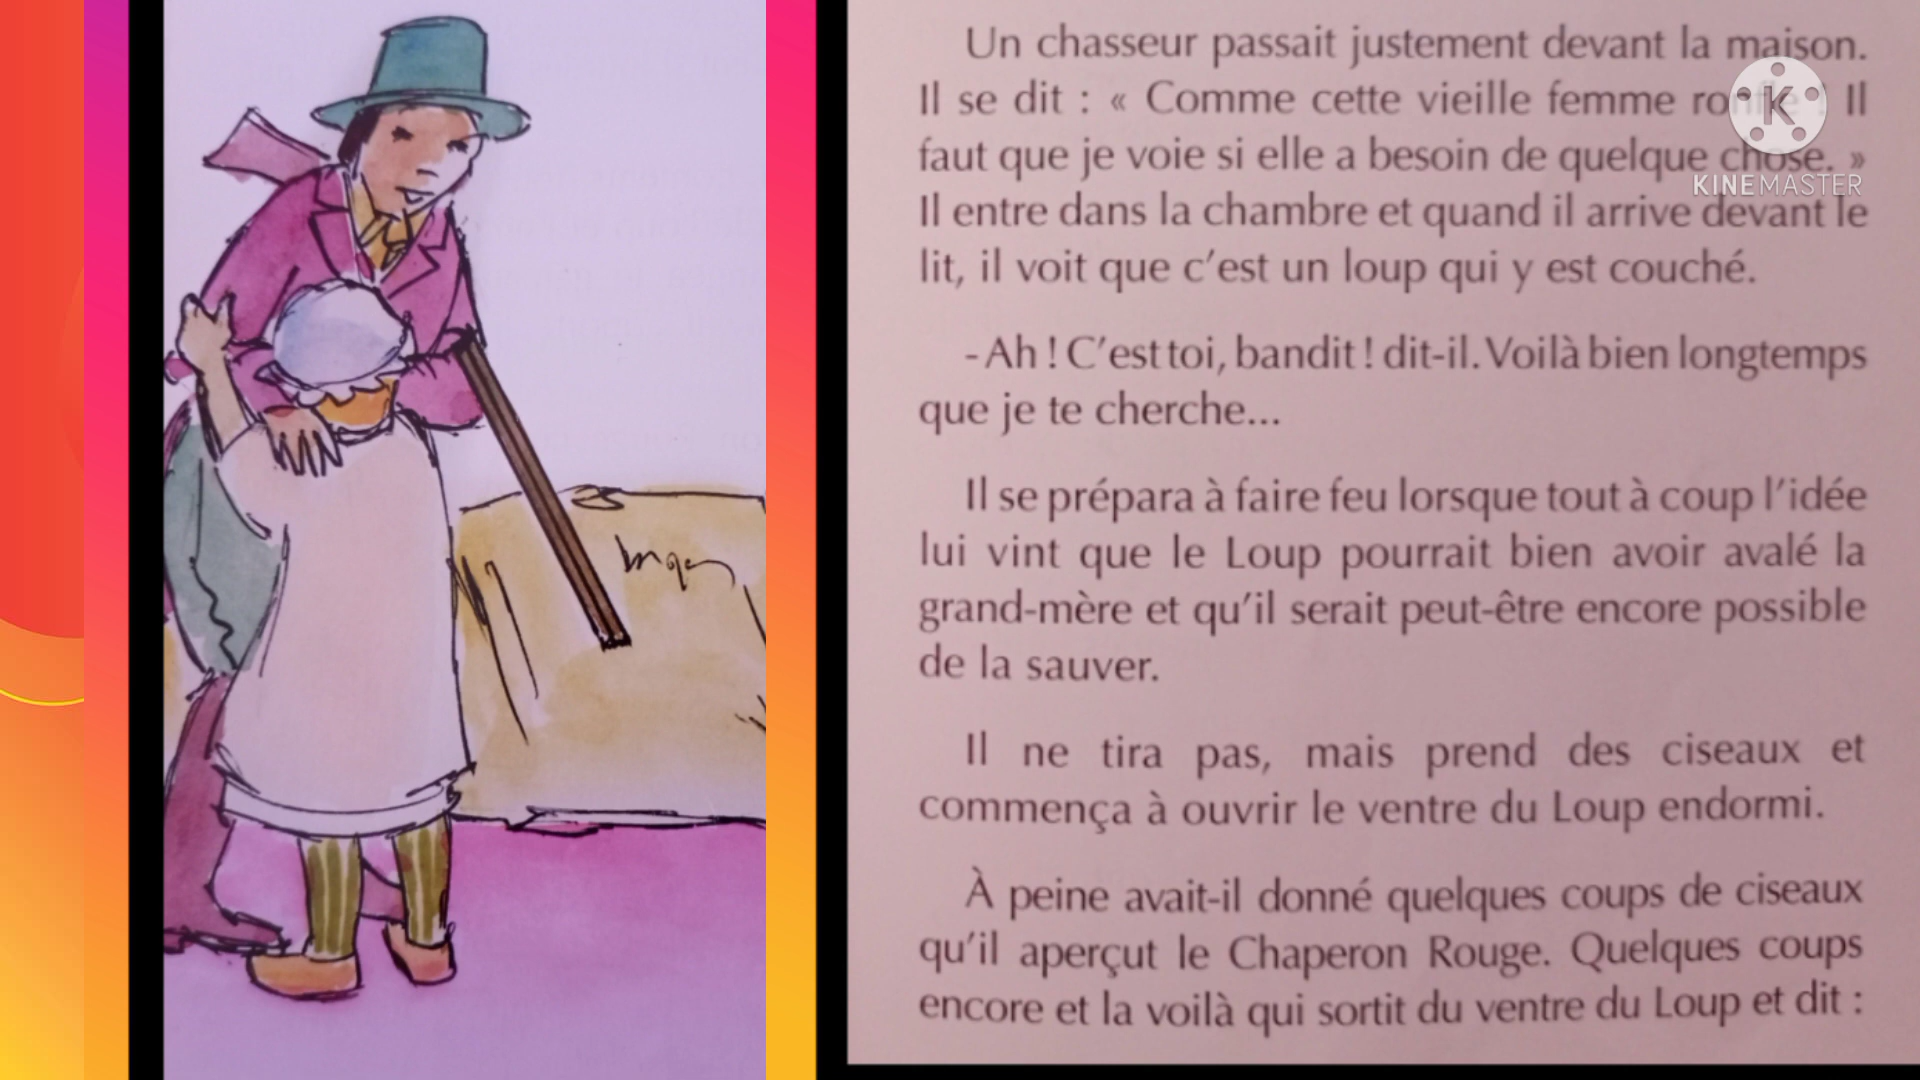 Un chasseur passait justement devant la maison.
Il se dit : « Comme cette vieille femme ronfle ! Il
faut que je voie si elle a besoin de quelque chose. »
Il entre dans la chambre et quand il arrive devant le
lit, il voit que c’est un loup qui y est couché.
- Ah ! C’est toi, bandit ! dit-il. Voilà bien longtemps
que je te cherche...
Il se prépara à faire feu lorsque tout à coup l’idée
lui vint que le Loup pourrait bien avoir avalé la
grand-mère et qu’il serait peut-être encore possible
de la sauver.
Il ne tira pas, mais prend des ciseaux et
commença à ouvrir le ventre du Loup endormi.
À peine avait-il donné quelques coups de ciseaux
qu’il aperçut le Chaperon Rouge. Quelques coups
encore et la voilà qui sortit du ventre du Loup et dit :
K
KINEMASTER